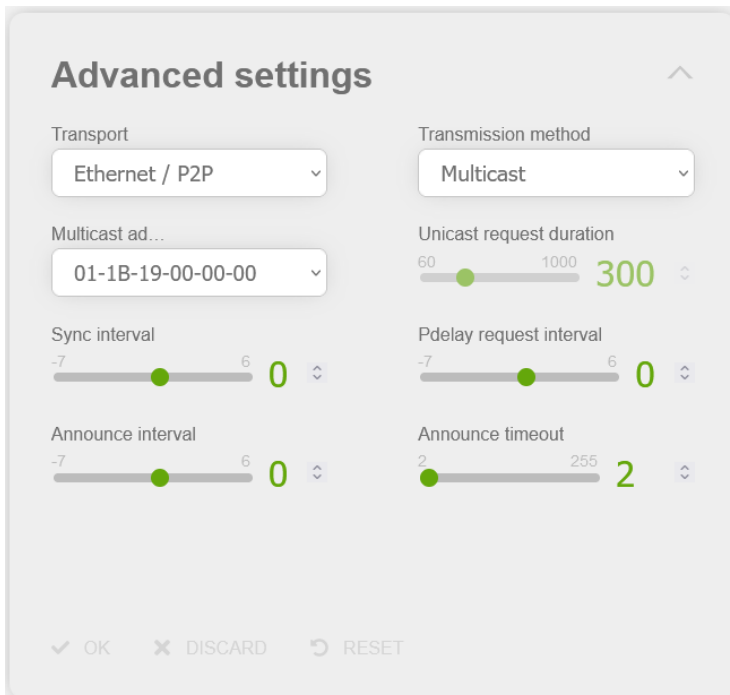 Advanced settings
Transport
Transmission method
Ethernet / P2P
Multicast
Multicast ad...
Unicast request duration
01-1B-19-00-00-00
60 1000 300
Sync interval
Pdelay request interval
-7 6 0
-7 6 0
Announce interval
Announce timeout
-7 6 0
2 255 2
OK DISCARD RESET